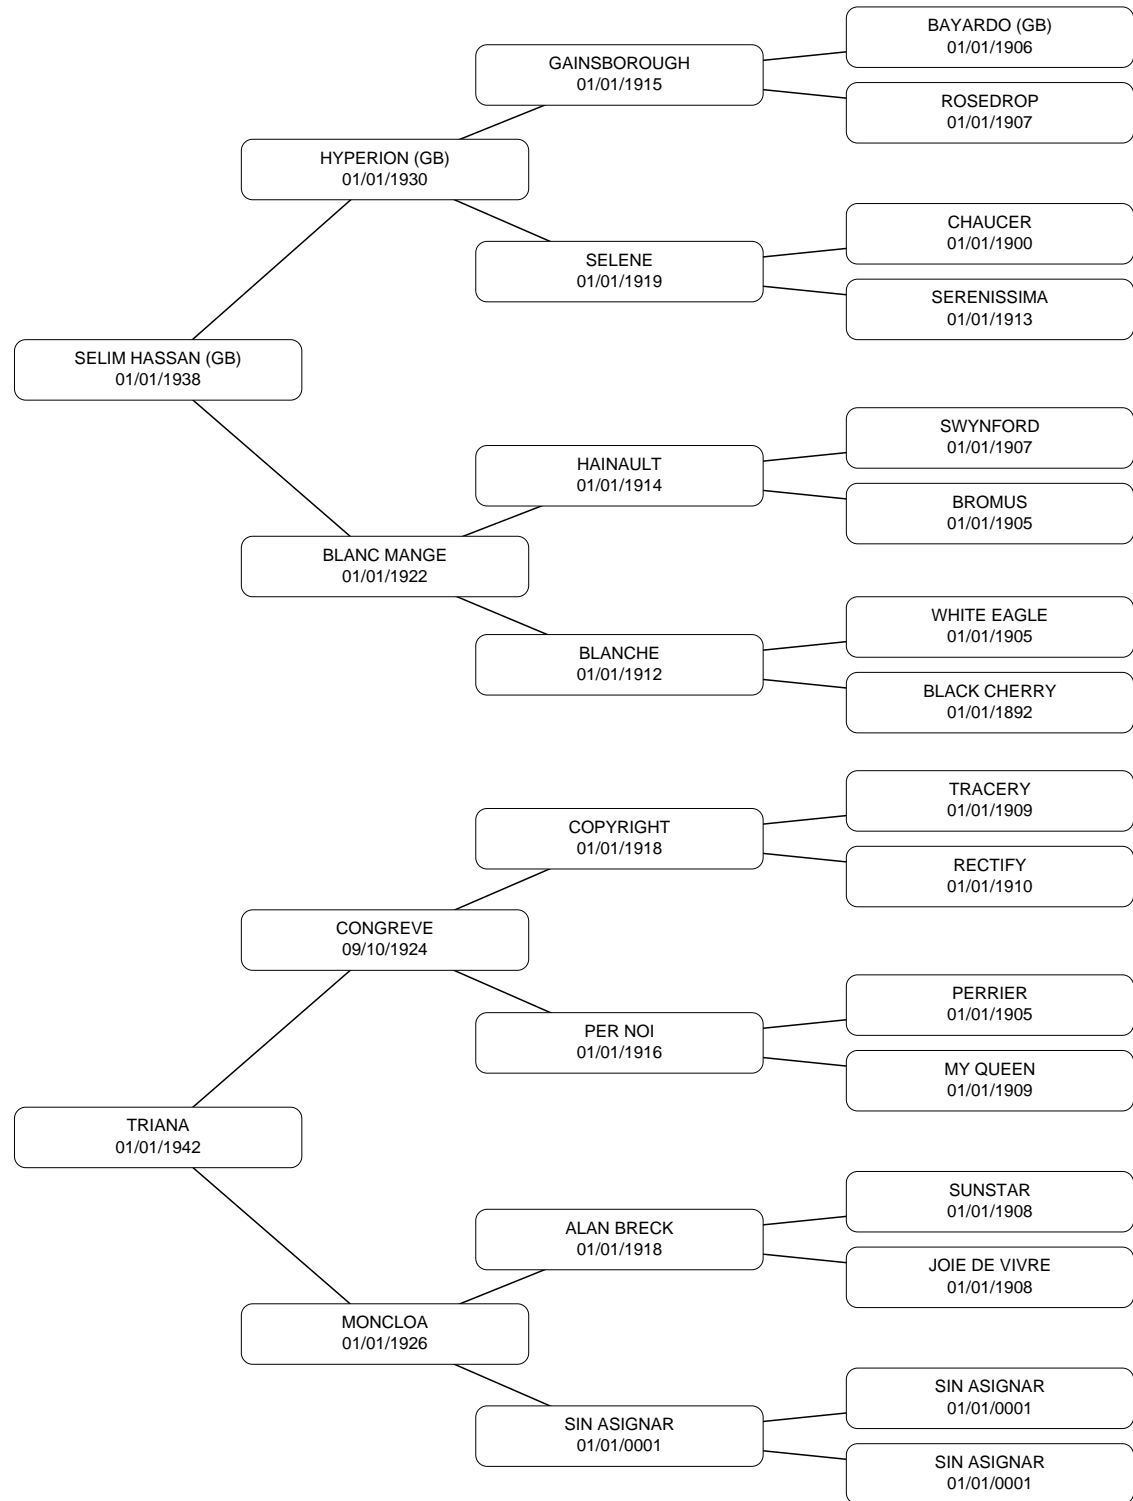 BAYARDO (GB)
01/01/1906
GAINSBOROUGH
01/01/1915
ROSEDROP
01/01/1907
HYPERION (GB)
01/01/1930
CHAUCER
01/01/1900
SELENE
01/01/1919
SERENISSIMA
01/01/1913
SELIM HASSAN (GB)
01/01/1938
SWYNFORD
01/01/1907
HAINAULT
01/01/1914
BROMUS
01/01/1905
BLANC MANGE
01/01/1922
WHITE EAGLE
01/01/1905
BLANCHE
01/01/1912
BLACK CHERRY
01/01/1892
TRACERY
01/01/1909
COPYRIGHT
01/01/1918
RECTIFY
01/01/1910
CONGREVE
09/10/1924
PERRIER
01/01/1905
PER NOI
01/01/1916
MY QUEEN
01/01/1909
TRIANA
01/01/1942
SUNSTAR
01/01/1908
ALAN BRECK
01/01/1918
JOIE DE VIVRE
01/01/1908
MONCLOA
01/01/1926
SIN ASIGNAR
01/01/0001
SIN ASIGNAR
01/01/0001
SIN ASIGNAR
01/01/0001